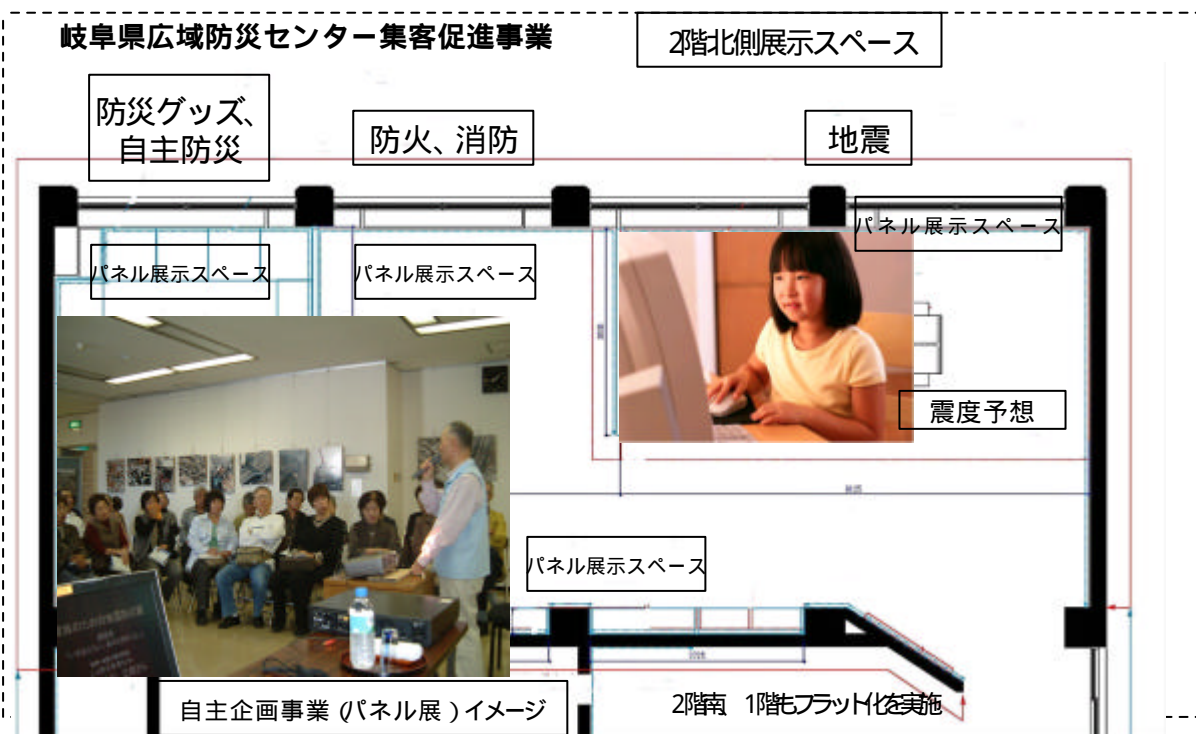 岐阜県広域防災センター集客促進事業
2階北側展示スペース
防災グッズ、
自主防災
防火、消防
地震
パネル展示スペース
パネル展示スペース
パネル展示スペース
震度予想
パネル展示スペース
自主企画事業(パネル展)イメージ
2階南、1階もフラット化を実施